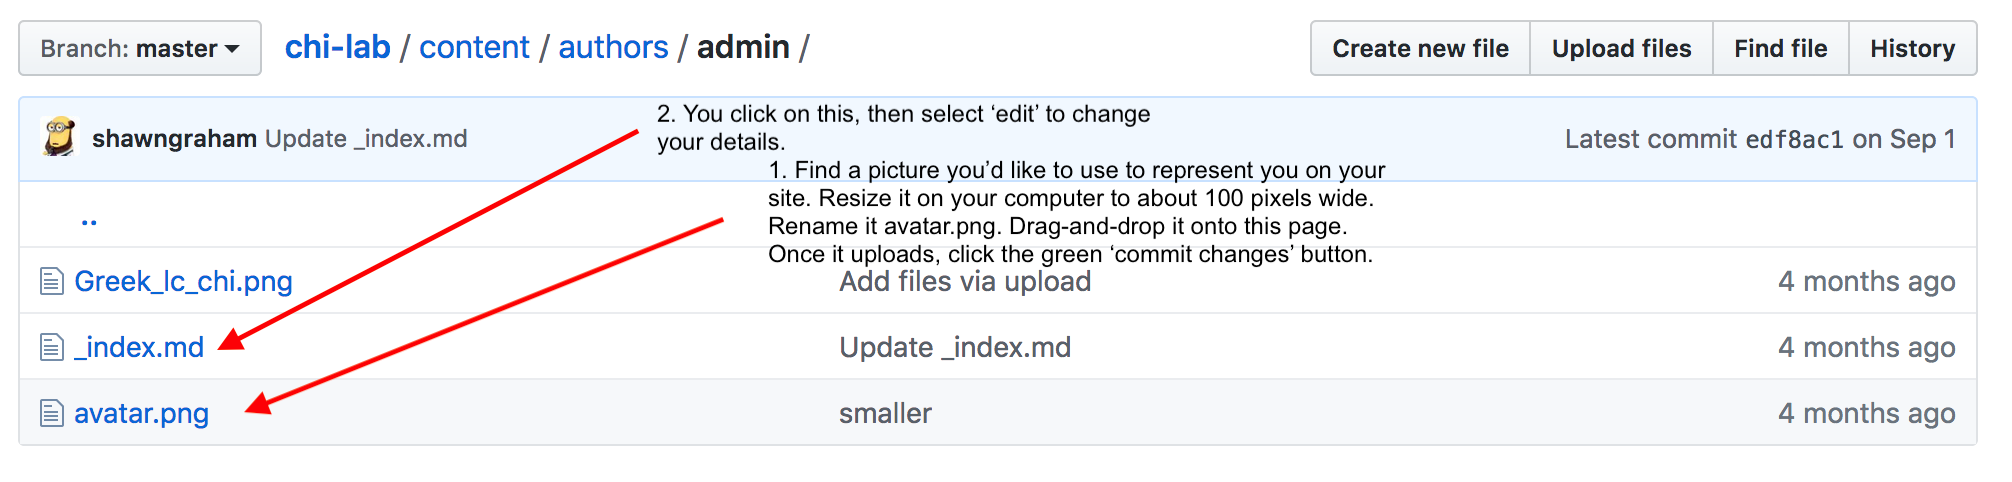 Branch: master
chi-lab / content / authors / admin /
Create new file
Upload files
Find file
History
2. You click on this, then select ‘edit’ to change
your details.
shawngraham Update _index.md
Latest commit edf8ac1 on Sep 1
1. Find a picture you’d like to use to represent you on your
site. Resize it on your computer to about 100 pixels wide.
Rename it avatar.png. Drag-and-drop it onto this page.
Once it uploads, click the green ‘commit changes’ button.
..
Greek_lc_chi.png
Add files via upload
4 months ago
_index.md
Update _index.md
4 months ago
avatar.png
smaller
4 months ago